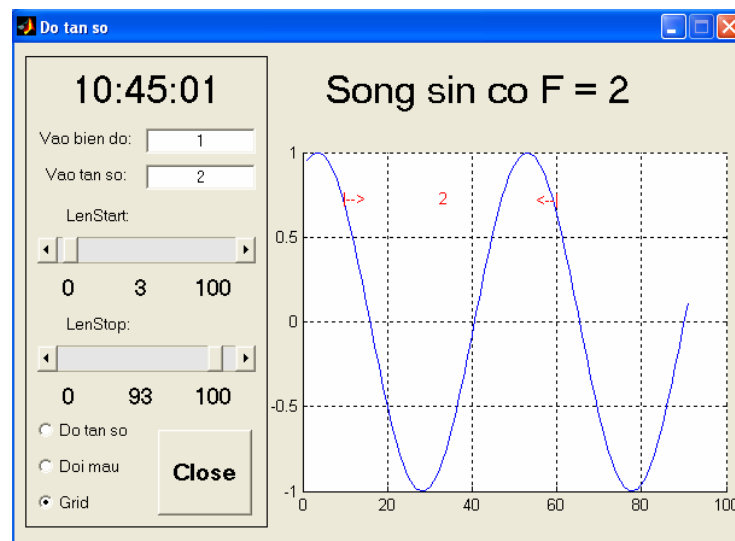 Do tan so
10:45:01
Vao bien do: 1
Vao tan so: 2
LenStart:
0 3 100
LenStop:
0 93 100
Do tan so
Doi mau
Grid
Close
Song sin co F = 2
1
0.5
0
-0.5
-1
|--> 2 <--|
0 20 40 60 80 100